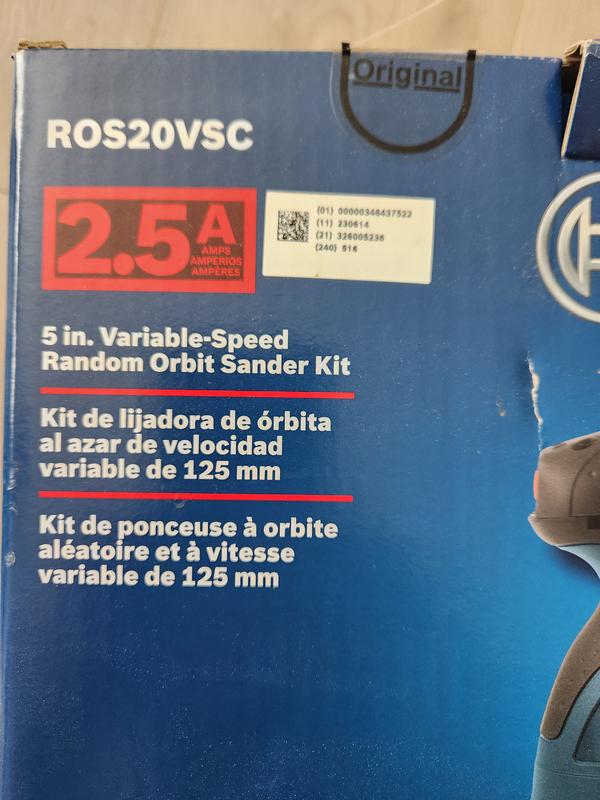 Original
ROS20VSC
2.5A
AMPS
AMPERIOS
AMPÈRES
(01) 00000346437522
(11) 230614
(21) 326005238
(240) 516
5 in. Variable-Speed
Random Orbit Sander Kit
Kit de lijadora de órbita
al azar de velocidad
variable de 125 mm
Kit de ponceuse à orbite
aléatoire et à vitesse
variable de 125 mm